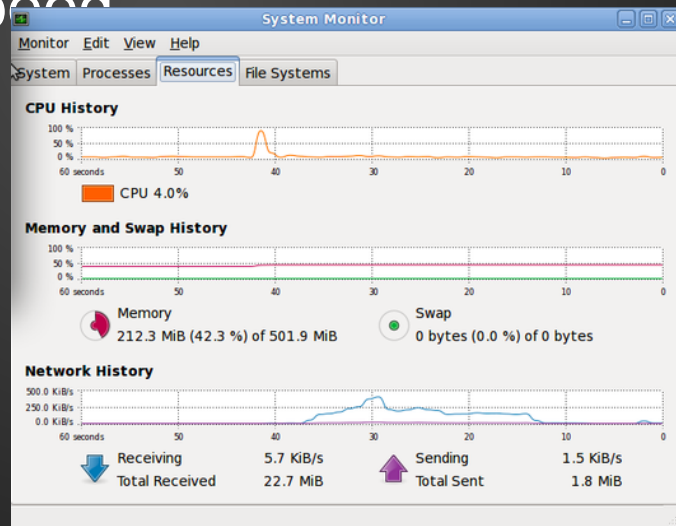 System Monitor
Monitor Edit View Help
System Processes Resources File Systems
CPU History
100 %
50 %
0 %
60 seconds 50 40 30 20 10 0
CPU 4.0%
Memory and Swap History
100 %
50 %
0 %
60 seconds 50 40 30 20 10 0
Memory Swap
212.3 MiB (42.3 %) of 501.9 MiB 0 bytes (0.0 %) of 0 bytes
Network History
500.0 KiB/s
250.0 KiB/s
0.0 KiB/s
60 seconds 50 40 30 20 10 0
Receiving 5.7 KiB/s Sending 1.5 KiB/s
Total Received 22.7 MiB Total Sent 1.8 MiB